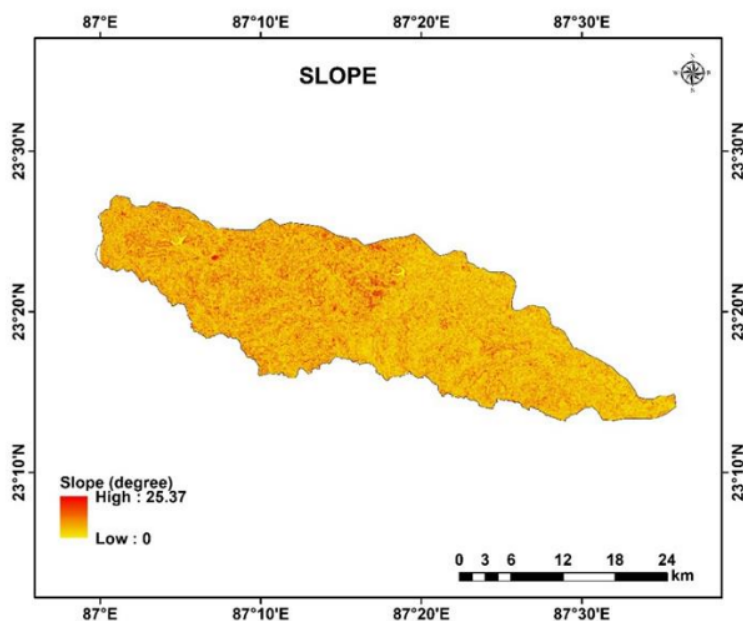 87°0' 87°10' 87°20' 87°30'
SLOPE
N
W
S
23°30'N 23°30'N
23°20'N 23°20'N
23°10'N 23°10'N
Slope (degree)
High : 25.37
Low : 0
0 3 6 12 18 24
km
87°0' 87°10' 87°20' 87°30'